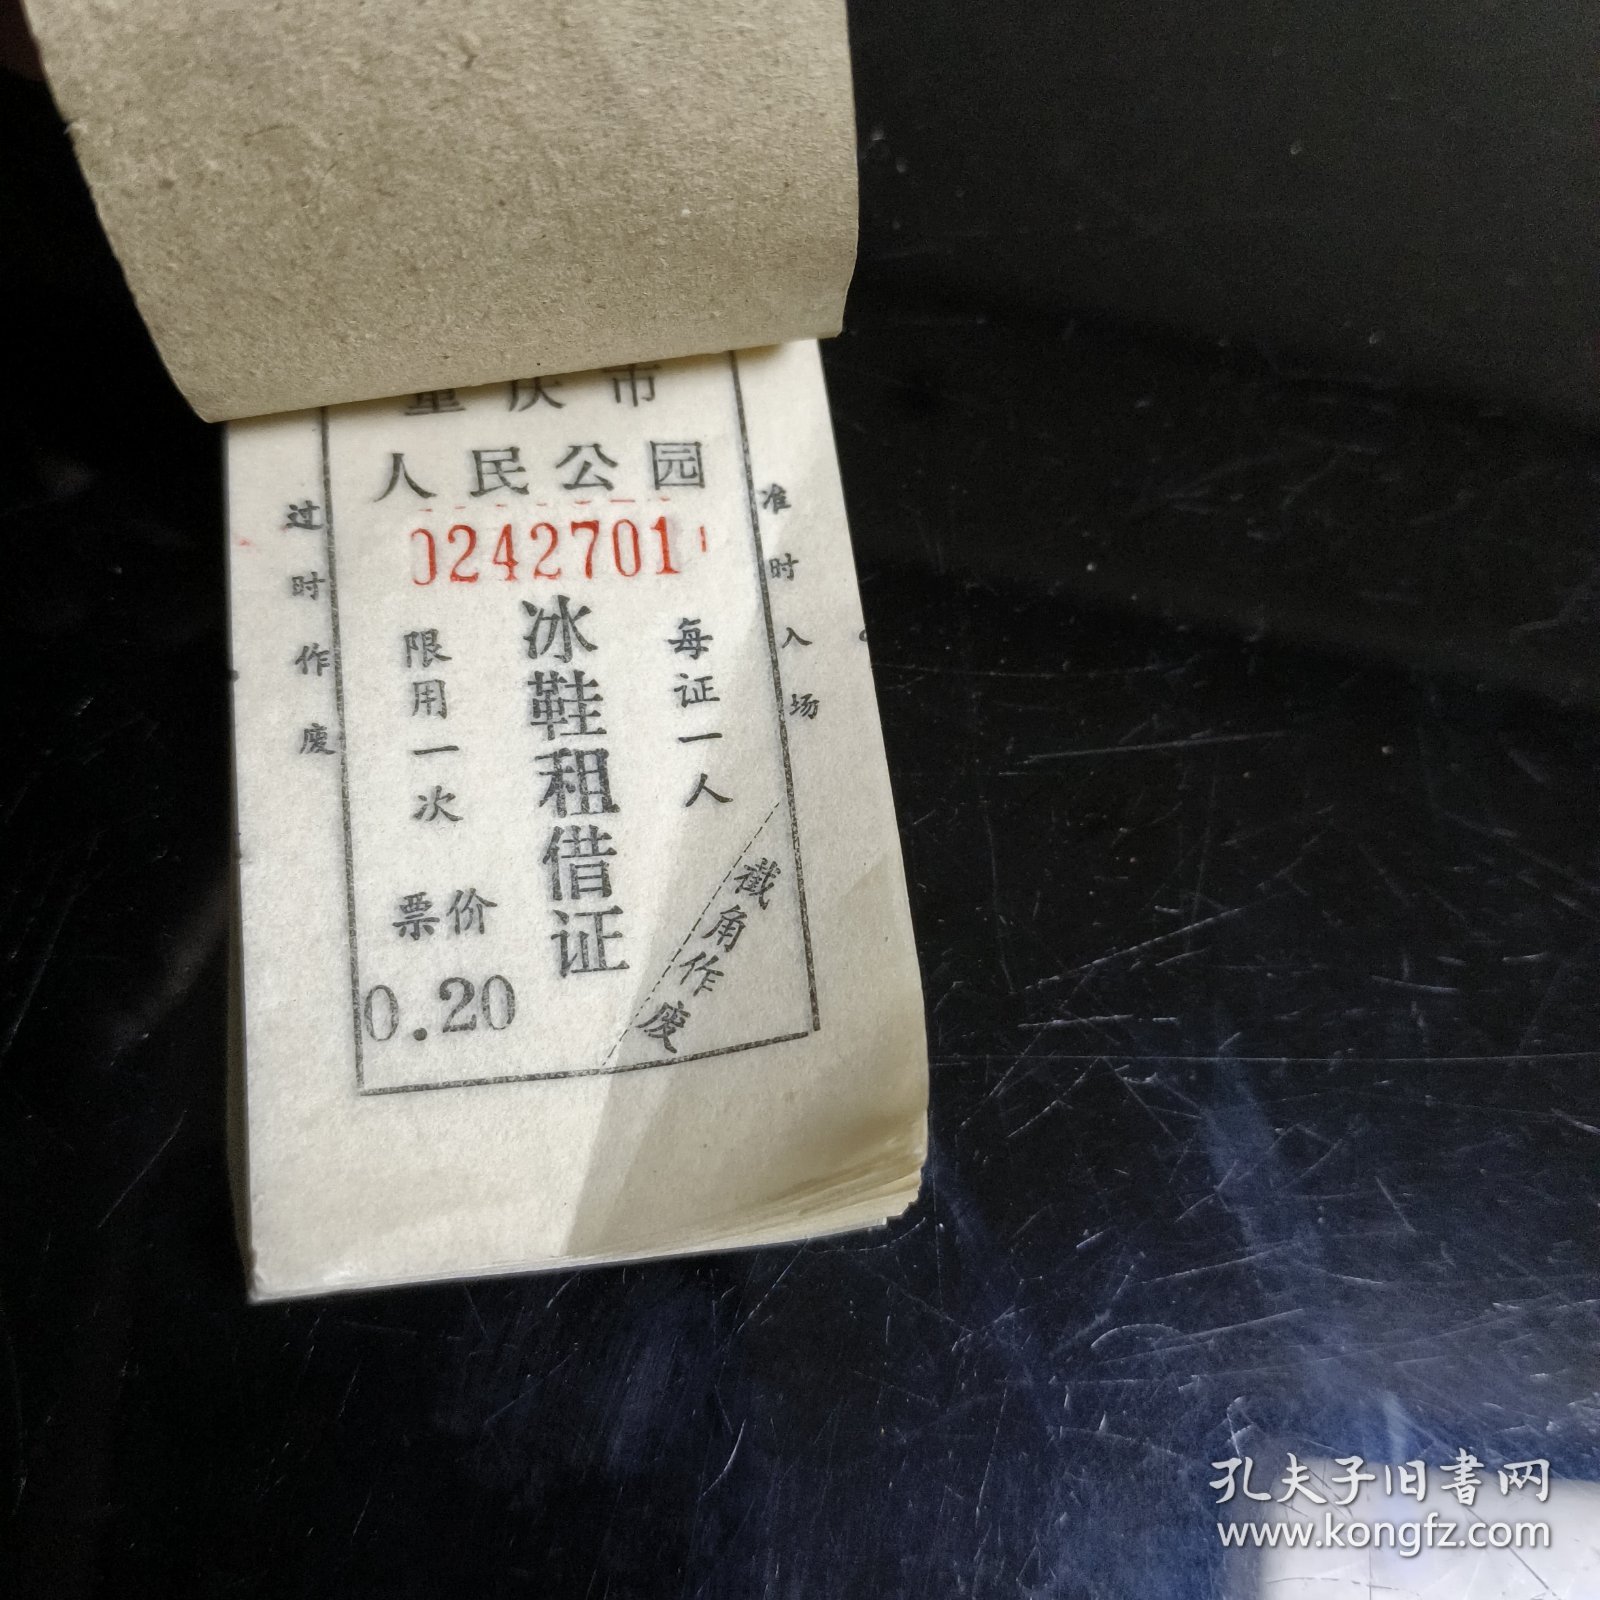 重庆市
人民公园
0242701
冰鞋租借证
每证一人
限用一次
票价
0.20
截角作废
准时入场
过时作废
孔夫子旧书网
www.kongfz.com